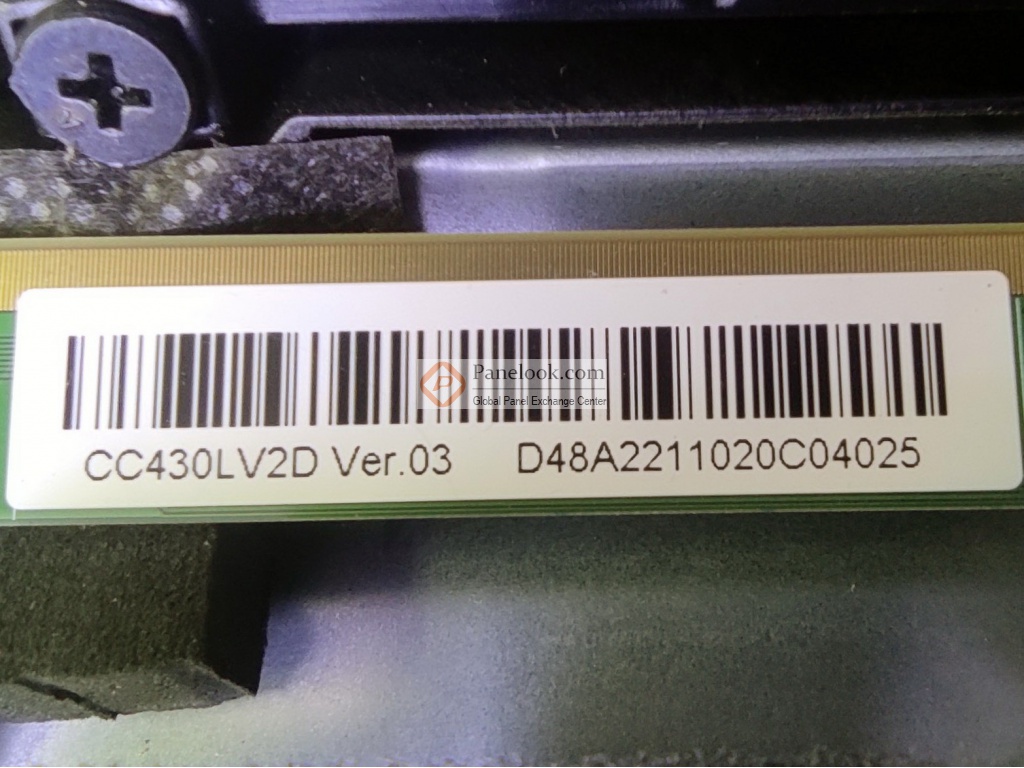 Panelook.com
Global Panel Exchange Center
CC430LV2D Ver.03 D48A2211020C04025